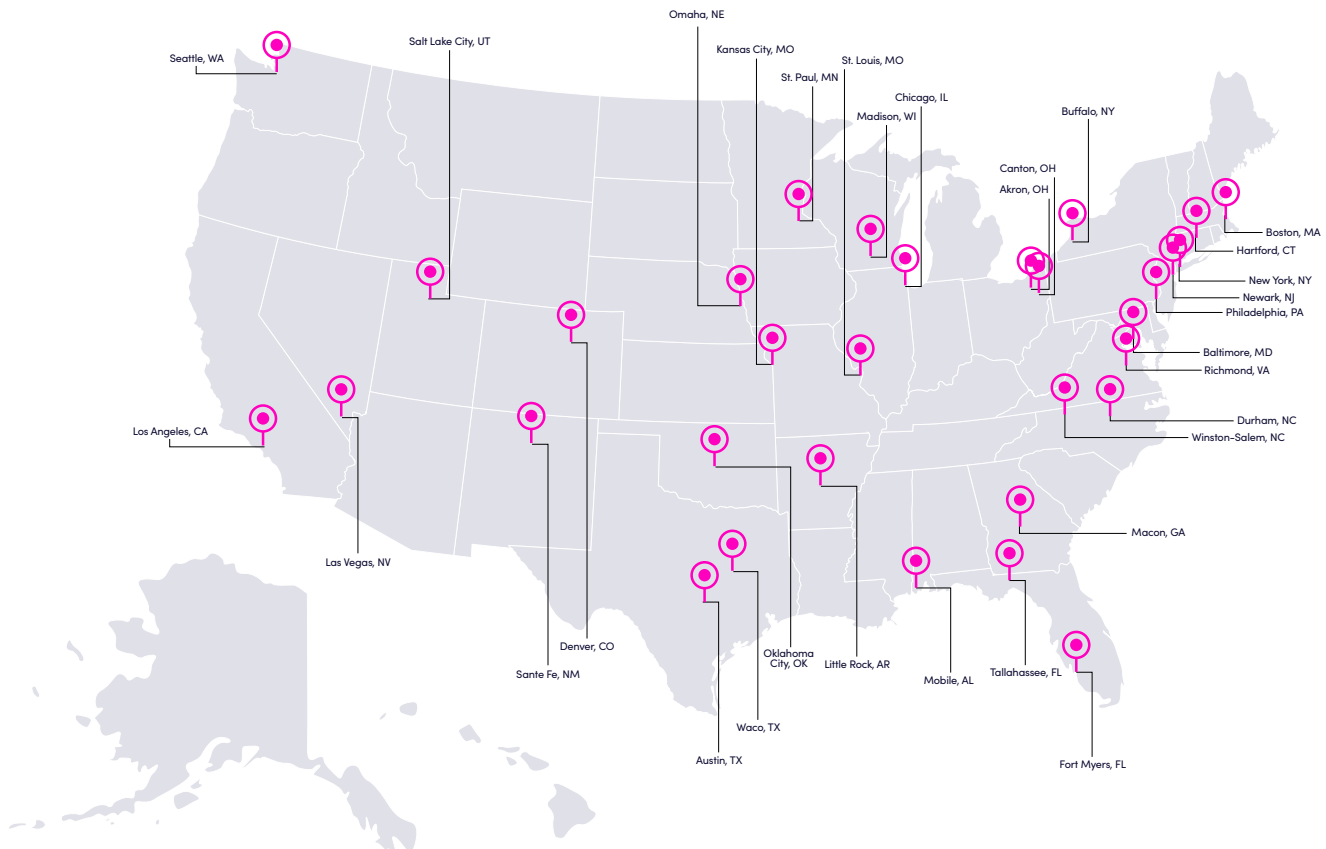 Omaha, NE
Salt Lake City, UT
Kansas City, MO
Seattle, WA
St. Louis, MO
St. Paul, MN
Chicago, IL
Madison, WI
Buffalo, NY
Canton, OH
Akron, OH
Boston, MA
Hartford, CT
New York, NY
Newark, NJ
Philadelphia, PA
Baltimore, MD
Richmond, VA
Durham, NC
Los Angeles, CA
Winston-Salem, NC
Macon, GA
Las Vegas, NV
Denver, CO
Oklahoma
City, OK
Little Rock, AR
Sante Fe, NM
Tallahassee, FL
Mobile, AL
Waco, TX
Austin, TX
Fort Myers, FL